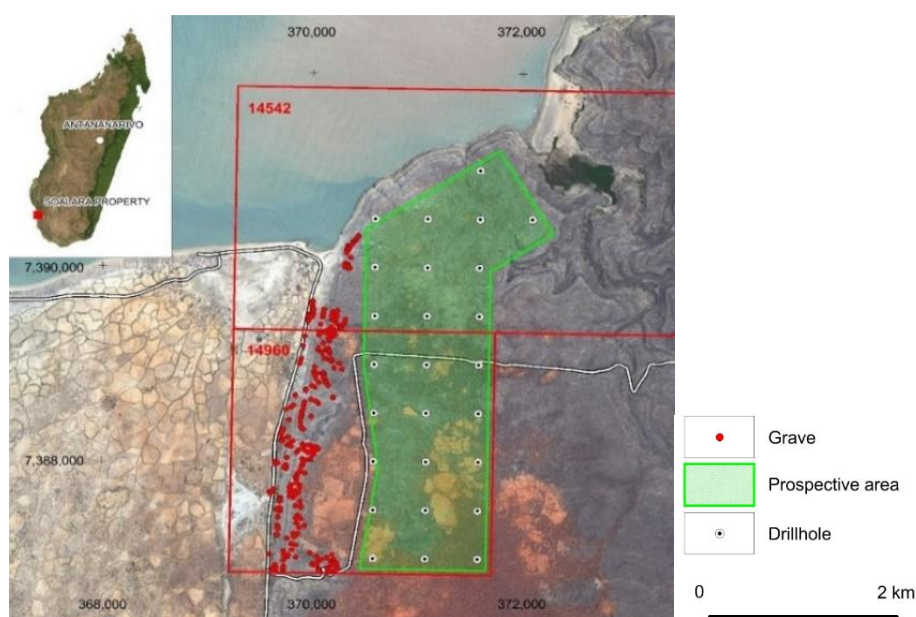 370,000
372,000
14542
ANTANANARIVO
SOALARA PROPERTY
7,390,000
14960
7,388,000
368,000
370,000
372,000
Grave
Prospective area
Drillhole
0
2 km